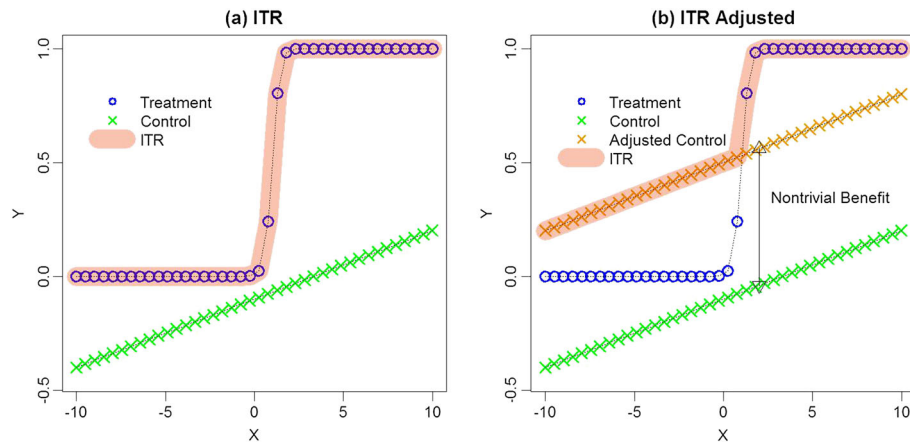 (a) ITR
Y
1.0
0.5
0.0
-0.5
Treatment
Control
ITR
-10 -5 0 5 10
X
(b) ITR Adjusted
Y
1.0
0.5
0.0
-0.5
Treatment
Control
Adjusted Control
ITR
Nontrivial Benefit
-10 -5 0 5 10
X